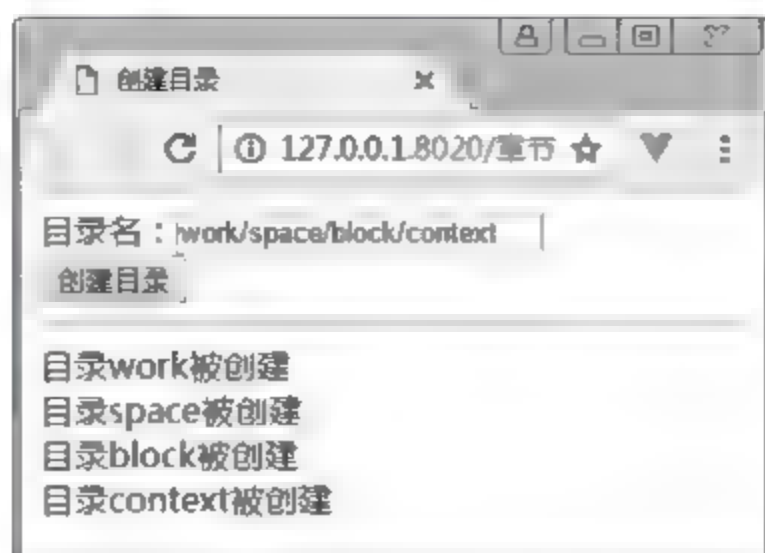 创建目录
127.0.0.1:8020/章节
目录名：work/space/block/context
创建目录
目录work被创建
目录space被创建
目录block被创建
目录context被创建